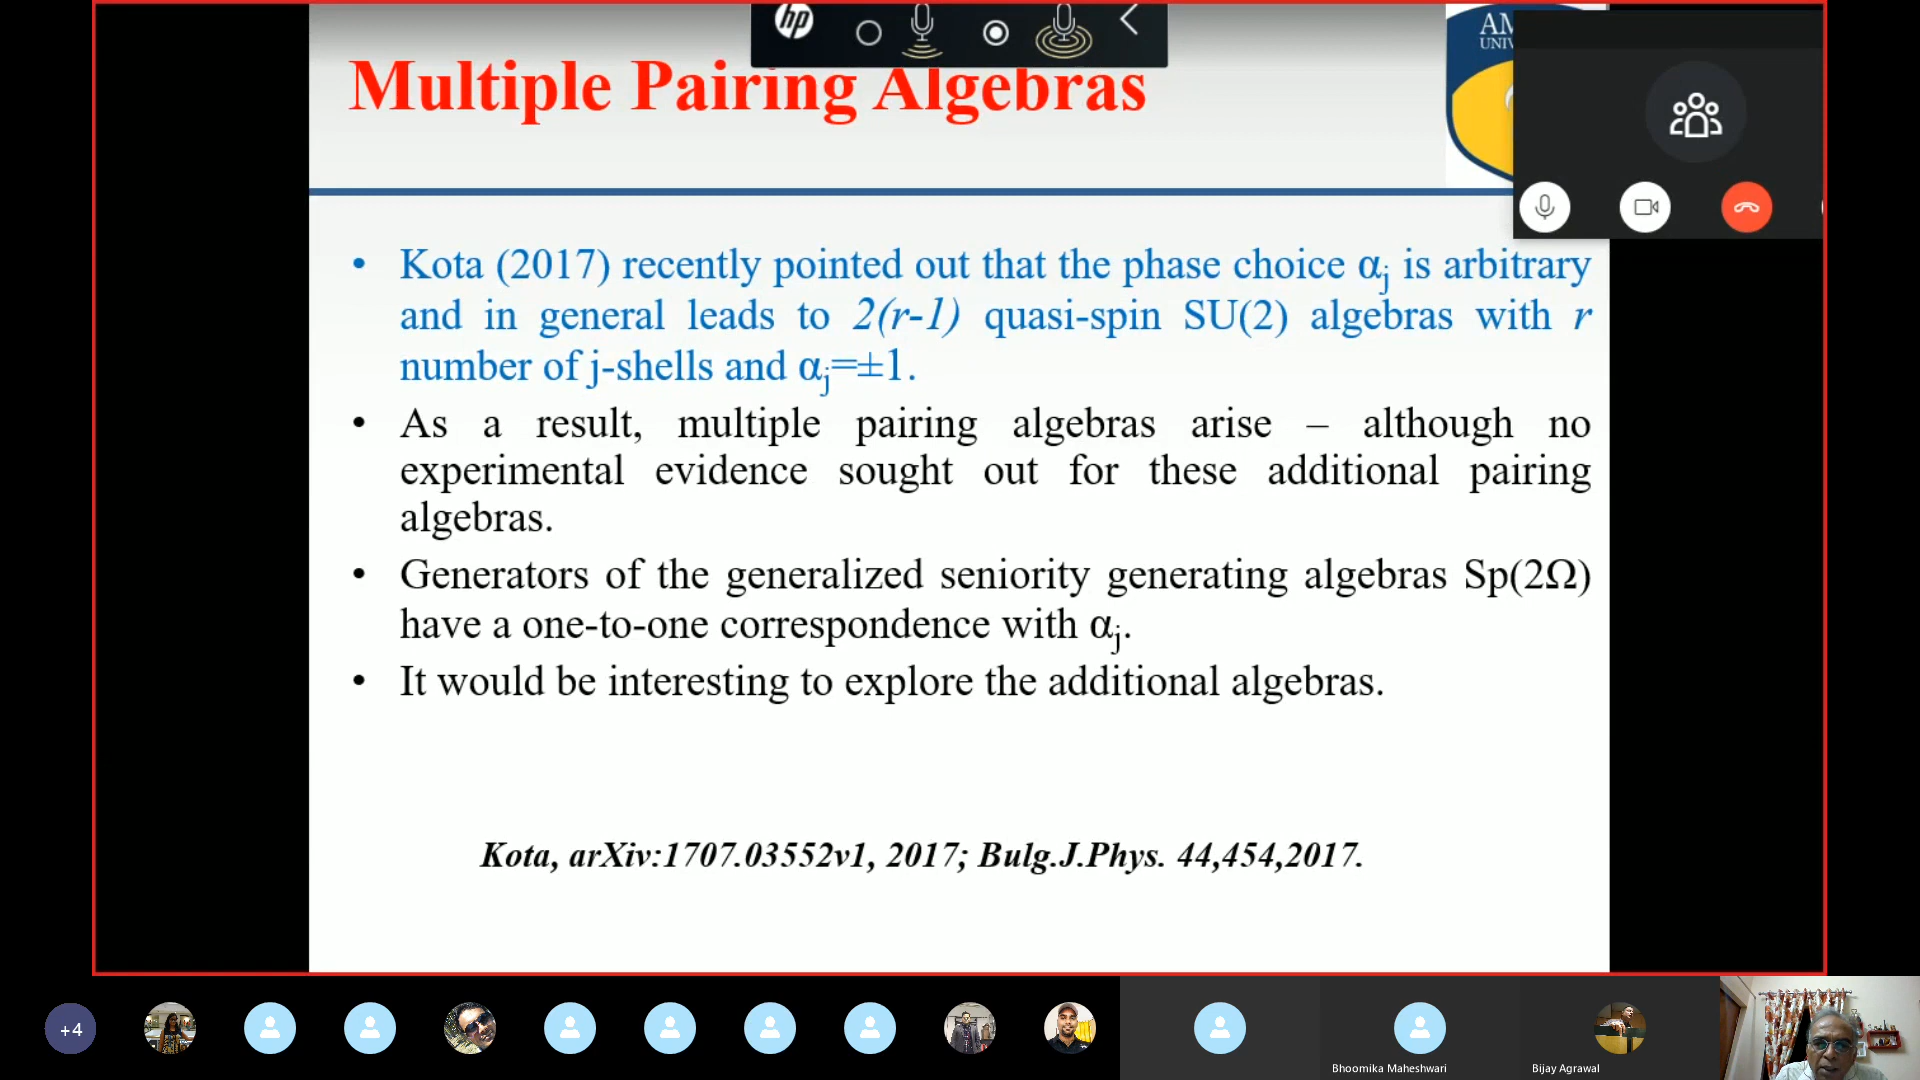 hp
Multiple Pairing Algebras
• Kota (2017) recently pointed out that the phase choice αj is arbitrary
and in general leads to 2(r-1) quasi-spin SU(2) algebras with r
number of j-shells and αj=±1.
• As a result, multiple pairing algebras arise – although no
experimental evidence sought out for these additional pairing
algebras.
• Generators of the generalized seniority generating algebras Sp(2Ω)
have a one-to-one correspondence with αj.
• It would be interesting to explore the additional algebras.
Kota, arXiv:1707.03552v1, 2017; Bulg.J.Phys. 44,454,2017.
+4
Bhoomika Maheshwari
Bijay Agrawal